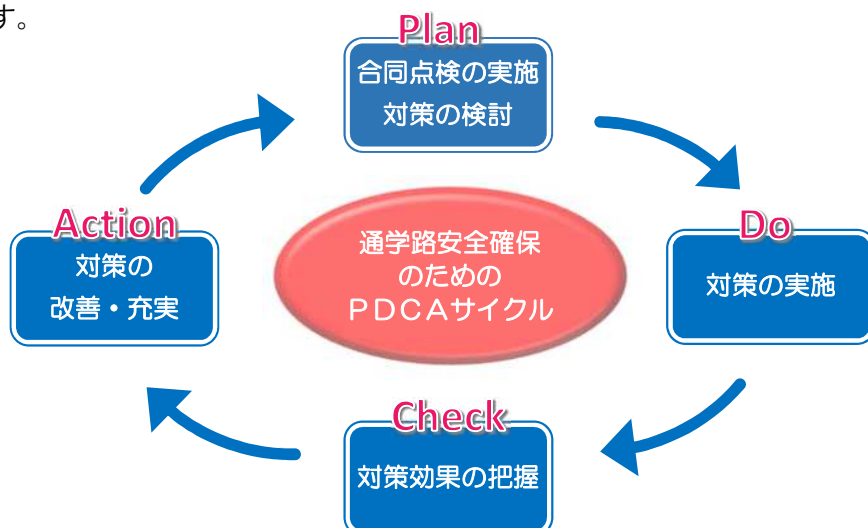 す。
Plan
合同点検の実施
対策の検討
Action
対策の
改善・充実
通学路安全確保
のための
ＰＤＣＡサイクル
Do
対策の実施
Check
対策効果の把握